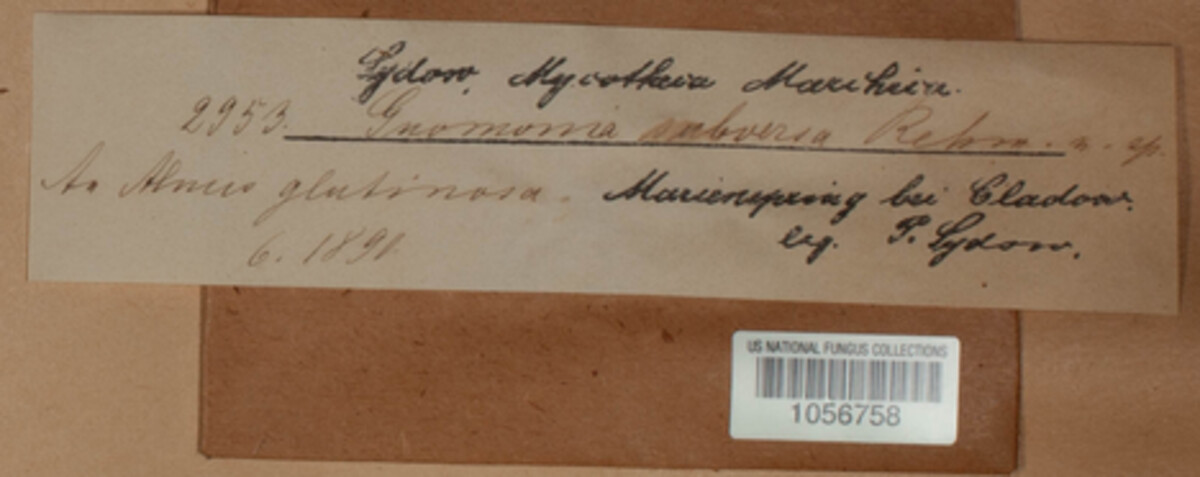 Sydow, Mycotheca Marchica.
2953. Gnomonia subversa Rehm. n. sp.
An Alnus glutinosa. Marienspring bei Cladow.
6. 1890 leg. P. Sydow.
US NATIONAL FUNGUS COLLECTIONS
1056758